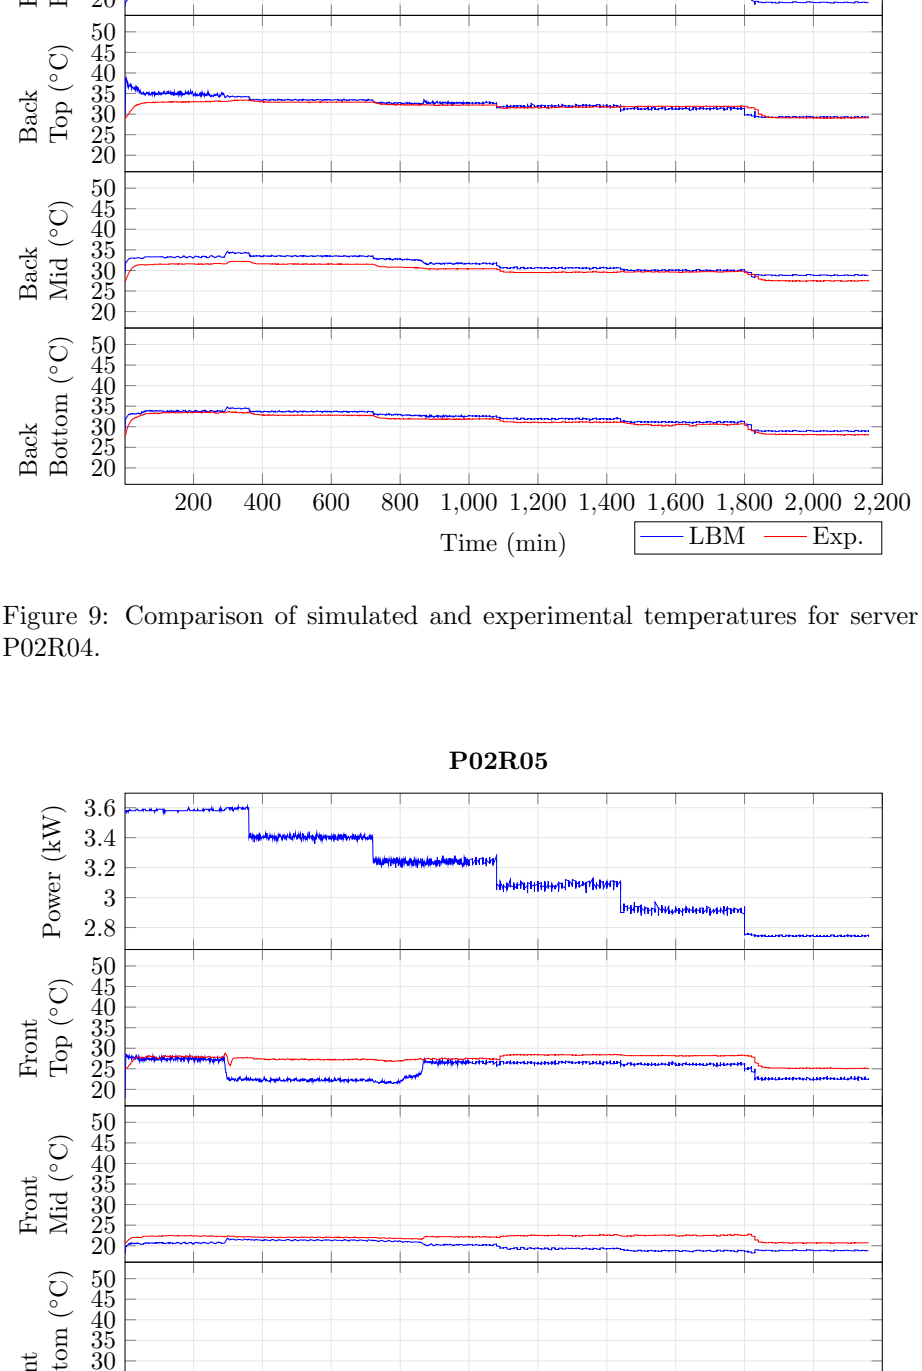 20
50
45
40
35
30
25
20
Back
Top (°C)
50
45
40
35
30
25
20
Back
Mid (°C)
50
45
40
35
30
25
20
Back
Bottom (°C)
200 400 600 800 1,000 1,200 1,400 1,600 1,800 2,000 2,200
Time (min)
LBM Exp.
Figure 9: Comparison of simulated and experimental temperatures for server
P02R04.
P02R05
3.6
3.4
3.2
3
2.8
Power (kW)
50
45
40
35
30
25
20
Front
Top (°C)
50
45
40
35
30
25
20
Front
Mid (°C)
50
45
40
35
30
(°C)